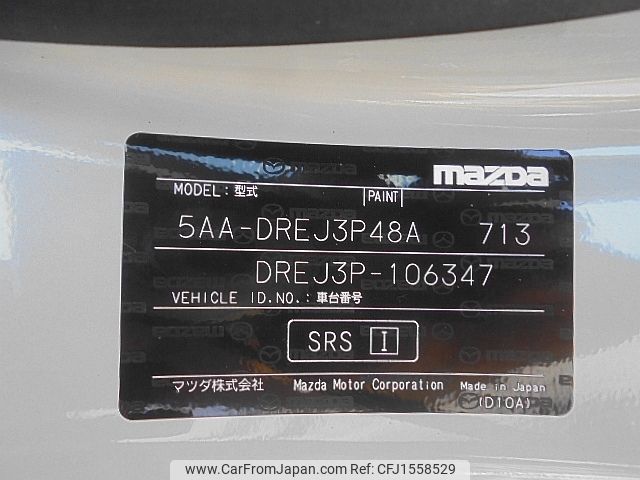 mazda
MODEL: 型式 PAINT
5AA-DREJ3P48A 713
DREJ3P-106347
VEHICLE ID.NO.: 車台番号
SRS I
マツダ株式会社 Mazda Motor Corporation Made in Japan
(D10A)
www.CarFromJapan.com | CFJ1558529